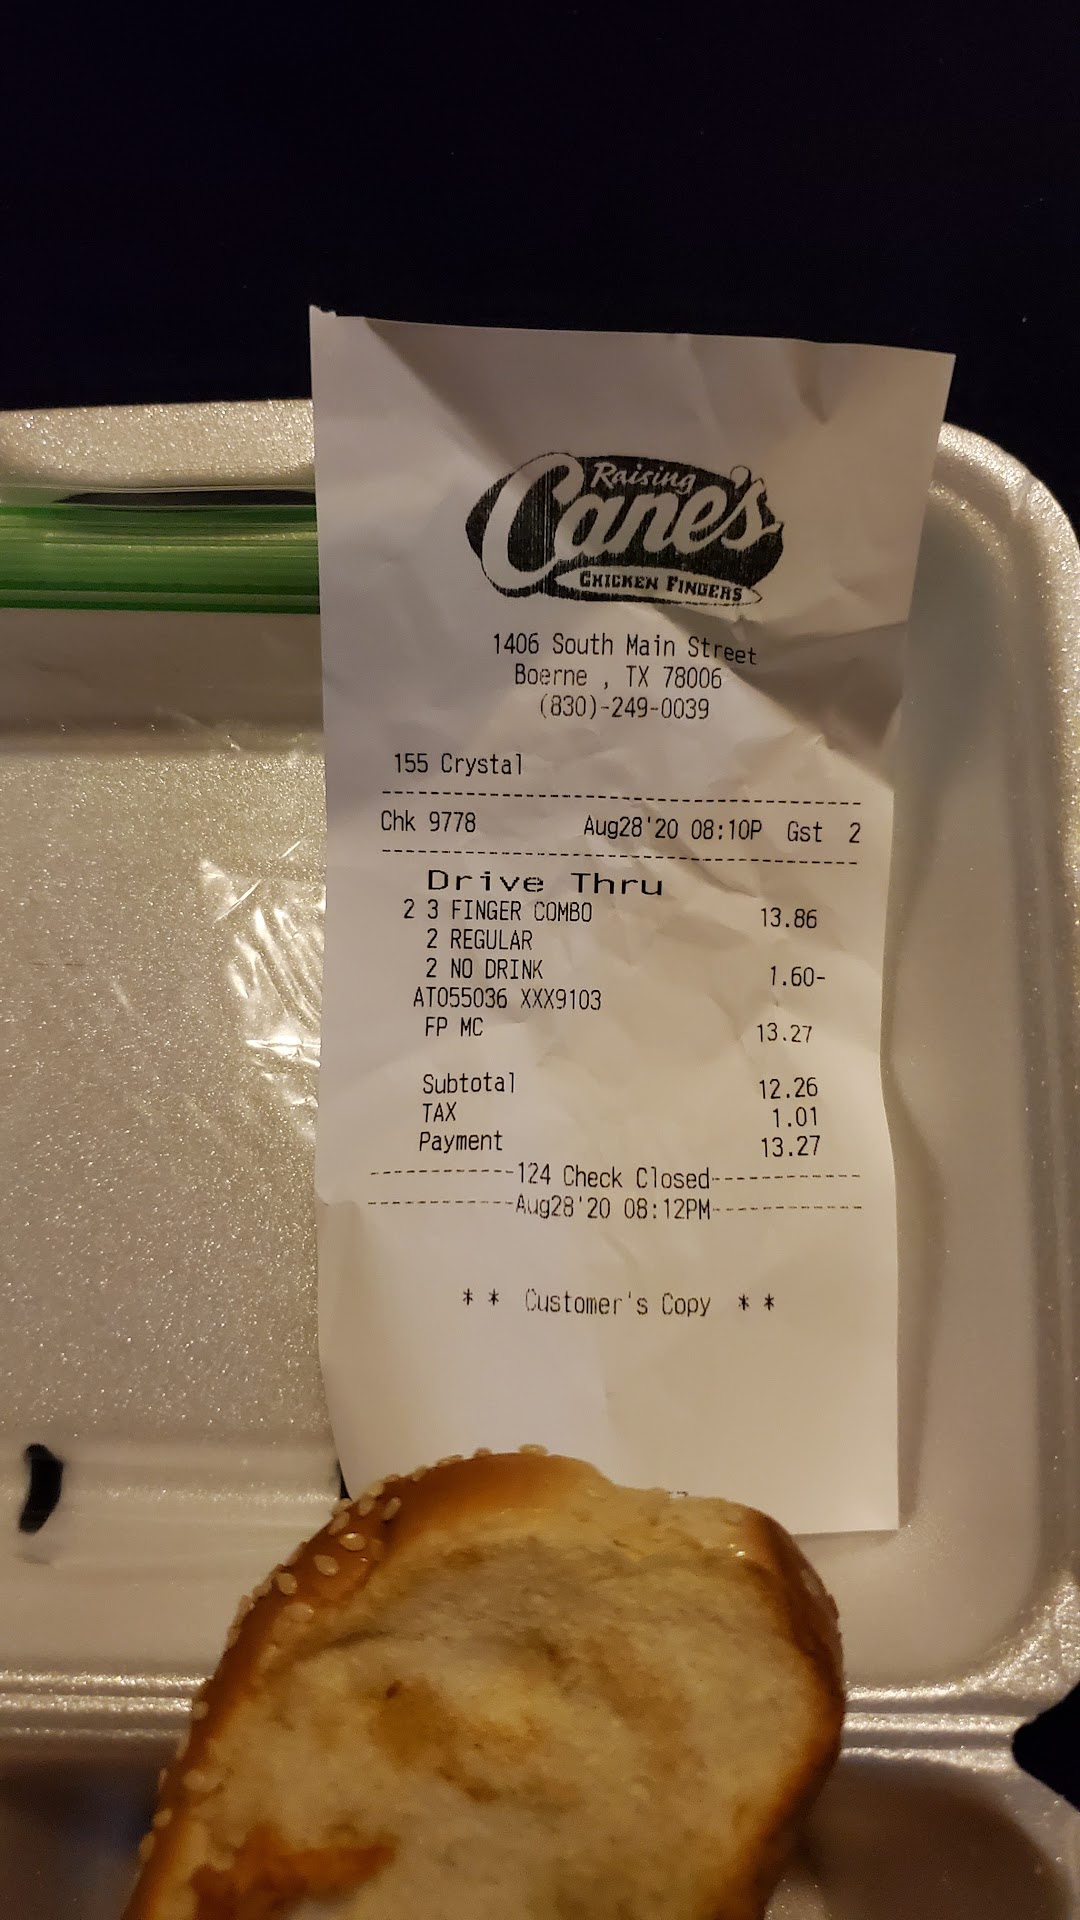 Raising
Cane's
CHICKEN FINGERS
1406 South Main Street
Boerne , TX 78006
(830)-249-0039
155 Crystal
Chk 9778 Aug28'20 08:10P Gst 2
Drive Thru
2 3 FINGER COMBO 13.86
2 REGULAR
2 NO DRINK 1.60-
AT055036 XXX9103
FP MC 13.27
Subtotal 12.26
TAX 1.01
Payment 13.27
-----------124 Check Closed-------------
-----------Aug28'20 08:12PM-------------
* * Customer's Copy * *